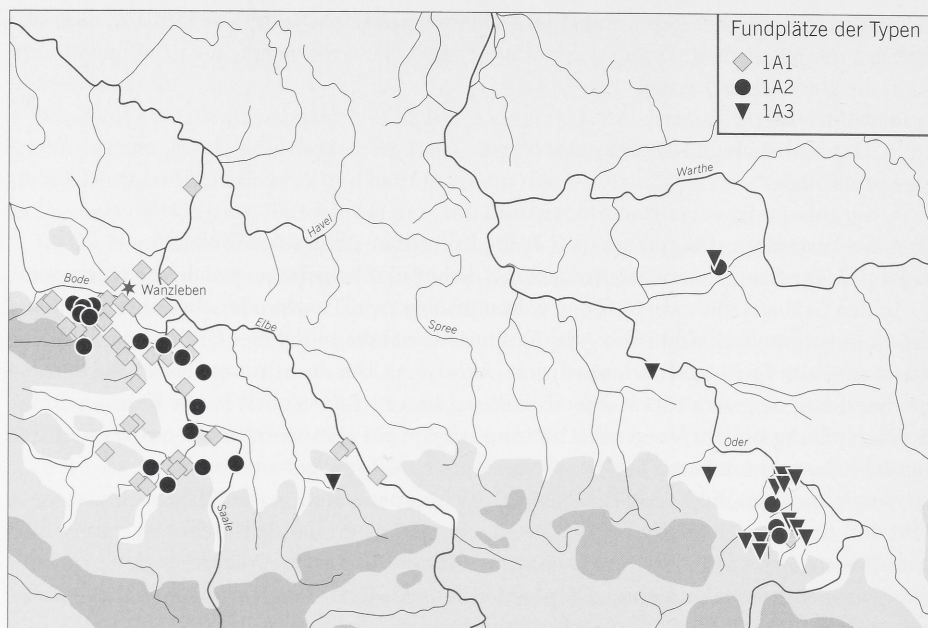 Fundplätze der Typen
1A1
1A2
1A3
Warthe
Havel
Bode
Wanzleben
Elbe
Spree
Oder
Saale